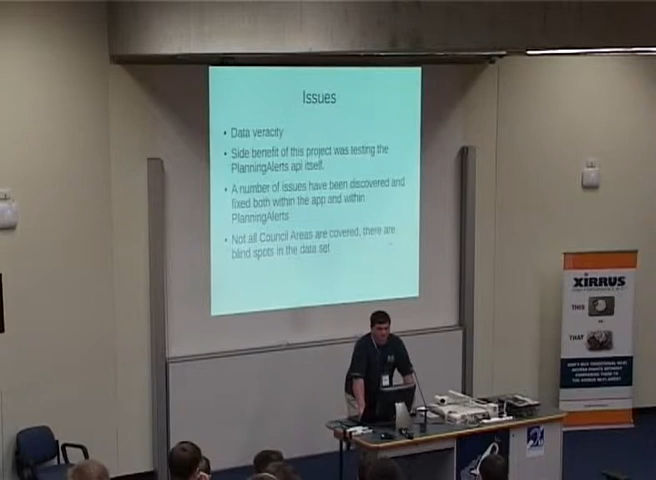 Issues
• Data veracity
• Side benefit of this project was testing the
PlanningAlerts api itself.
• A number of issues have been discovered and
fixed both within the app and within
PlanningAlerts
• Not all Council Areas are covered, there are
blind spots in the data set
XIRRUS
THIS
THAT